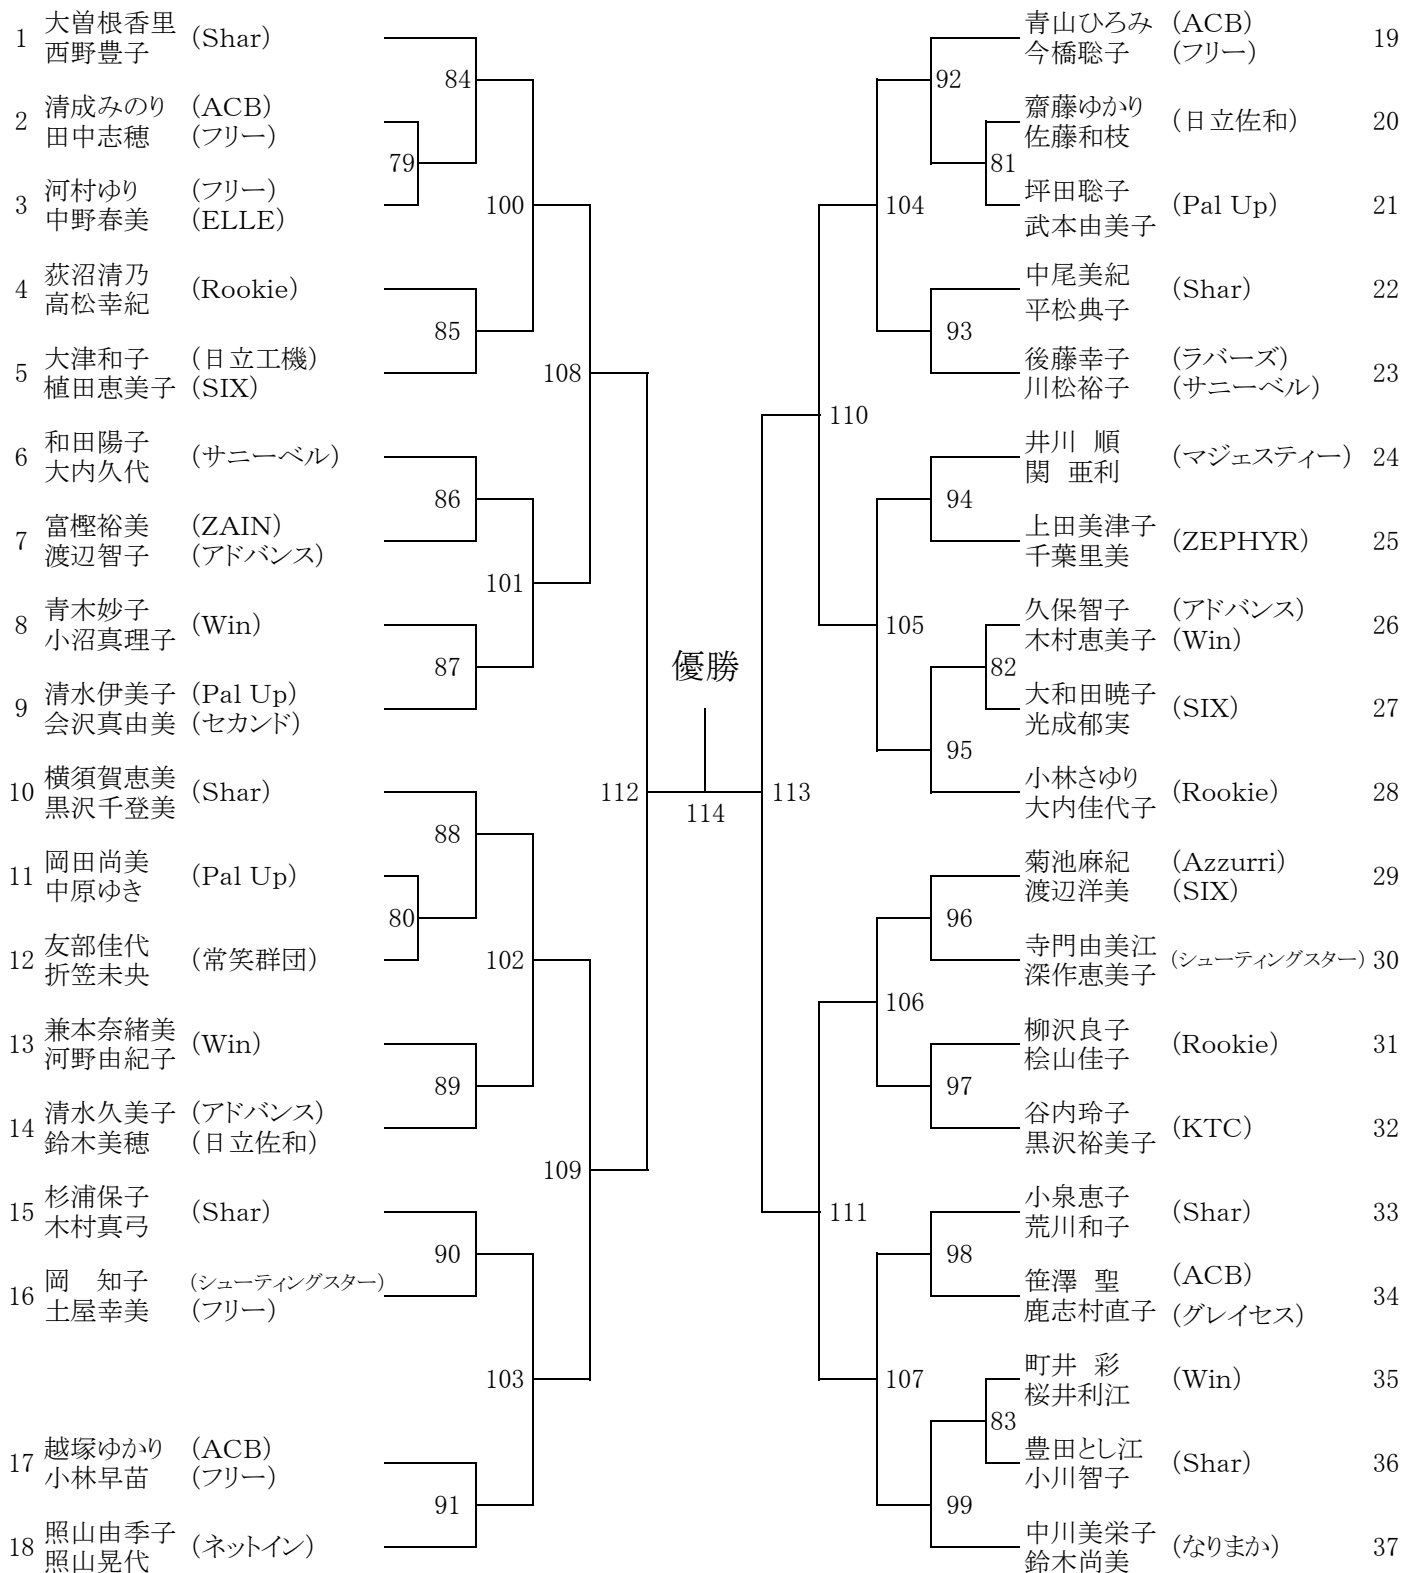 1 大曽根香里 (Shar)
西野豊子
84
2 清成みのり (ACB)
田中志穂 (フリー)
79
3 河村ゆり (フリー)
中野春美 (ELLE)
100
4 荻沼清乃 (Rookie)
高松幸紀
85
5 大津和子 (日立工機)
植田恵美子 (SIX)
108
6 和田陽子 (サニーベル)
大内久代
86
7 富樫裕美 (ZAIN)
渡辺智子 (アドバンス)
101
8 青木妙子 (Win)
小沼真理子
87
9 清水伊美子 (Pal Up)
会沢真由美 (セカンド)
10 横須賀恵美 (Shar)
黒沢千登美
112
88
11 岡田尚美 (Pal Up)
中原ゆき
80
12 友部佳代 (常笑群団)
折笠未央
102
13 兼本奈緒美 (Win)
河野由紀子
89
14 清水久美子 (アドバンス)
鈴木美穂 (日立佐和)
109
15 杉浦保子 (Shar)
木村真弓
90
16 岡　知子 (シューティングスター)
土屋幸美 (フリー)
103
17 越塚ゆかり (ACB)
小林早苗 (フリー)
91
18 照山由季子 (ネットイン)
照山晃代
優勝
114
青山ひろみ (ACB) 19
今橋聡子 (フリー)
92
齋藤ゆかり (日立佐和) 20
佐藤和枝
81
坪田聡子 (Pal Up) 21
武本由美子
104
中尾美紀 (Shar) 22
平松典子
93
後藤幸子 (ラバーズ) 23
川松裕子 (サニーベル)
110
井川　順 (マジェスティー) 24
関　亜利
94
上田美津子 (ZEPHYR) 25
千葉里美
105
久保智子 (アドバンス) 26
木村恵美子 (Win)
82
大和田暁子 (SIX) 27
光成郁実
95
小林さゆり (Rookie) 28
大内佳代子
113
菊池麻紀 (Azzurri) 29
渡辺洋美 (SIX)
96
寺門由美江 (シューティングスター) 30
深作恵美子
106
柳沢良子 (Rookie) 31
桧山佳子
97
谷内玲子 (KTC) 32
黒沢裕美子
111
小泉恵子 (Shar) 33
荒川和子
98
笹澤 聖 (ACB) 34
鹿志村直子 (グレイセス)
107
町井 彩 (Win) 35
桜井利江
83
豊田とし江 (Shar) 36
小川智子
99
中川美栄子 (なりまか) 37
鈴木尚美